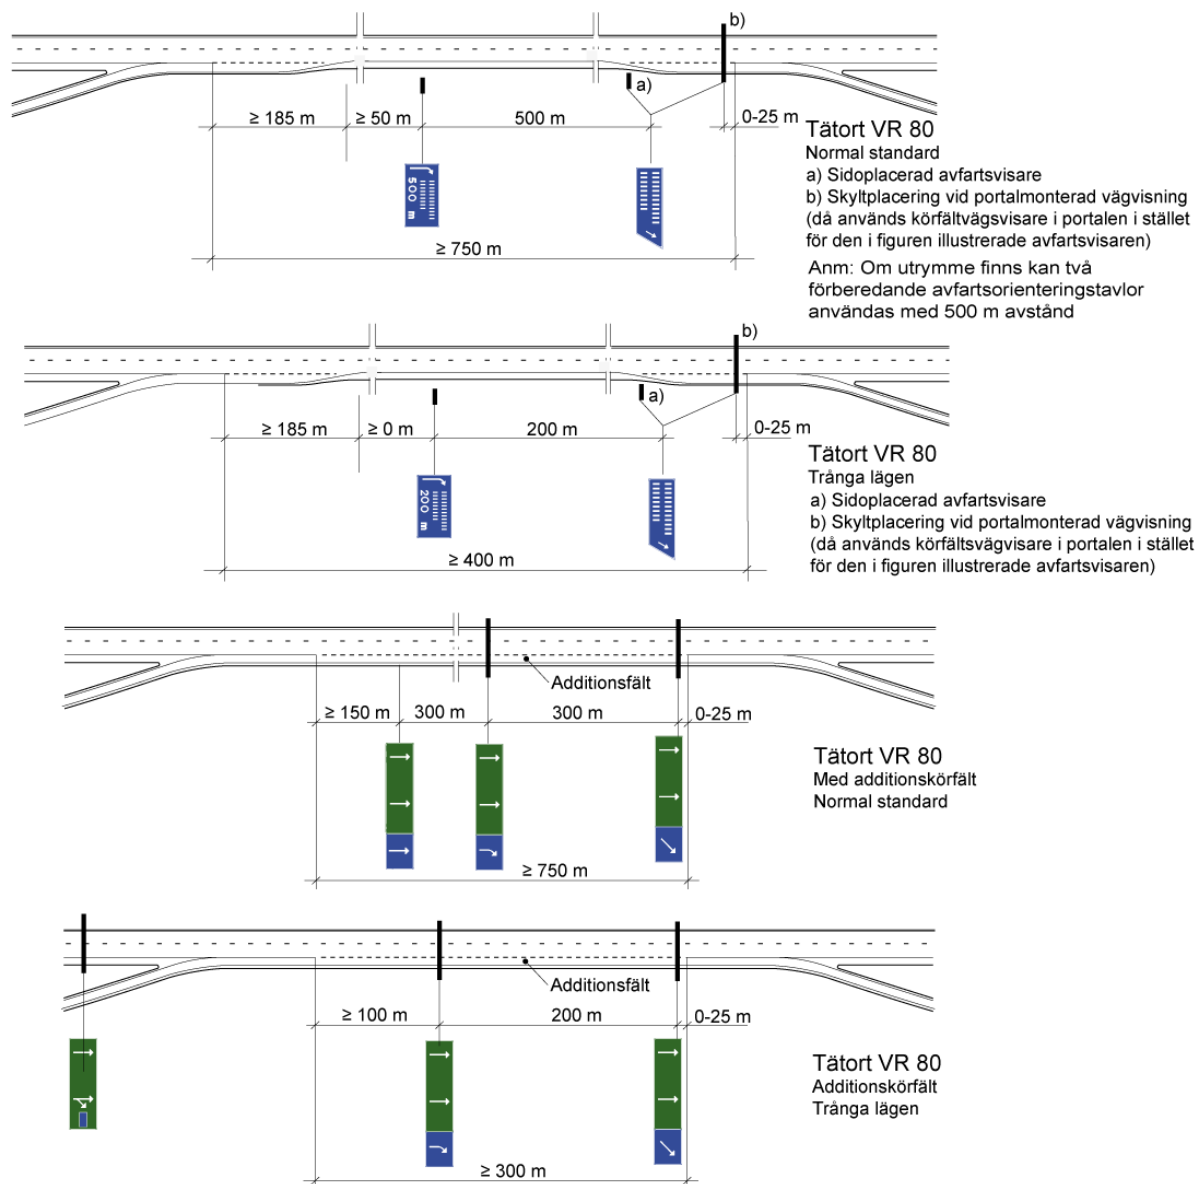 b)
a)
≥ 185 m
≥ 50 m
500 m
0-25 m
500 m
≥ 750 m
Tätort VR 80
Normal standard
a) Sidoplacerad avfartsvisare
b) Skyltplacering vid portalmonterad vägvisning
(då används körfältvägsvisare i portalen i stället
för den i figuren illustrerade avfartsvisaren)
Anm: Om utrymme finns kan två
förberedande avfartsorienteringstavlor
användas med 500 m avstånd
b)
a)
≥ 185 m
≥ 0 m
200 m
0-25 m
200 m
≥ 400 m
Tätort VR 80
Trånga lägen
a) Sidoplacerad avfartsvisare
b) Skyltplacering vid portalmonterad vägvisning
(då används körfältsvägvisare i portalen i stället
för den i figuren illustrerade avfartsvisaren)
Additionsfält
≥ 150 m
300 m
300 m
0-25 m
≥ 750 m
Tätort VR 80
Med additionskörfält
Normal standard
Additionsfält
≥ 100 m
200 m
0-25 m
≥ 300 m
Tätort VR 80
Additionskörfält
Trånga lägen